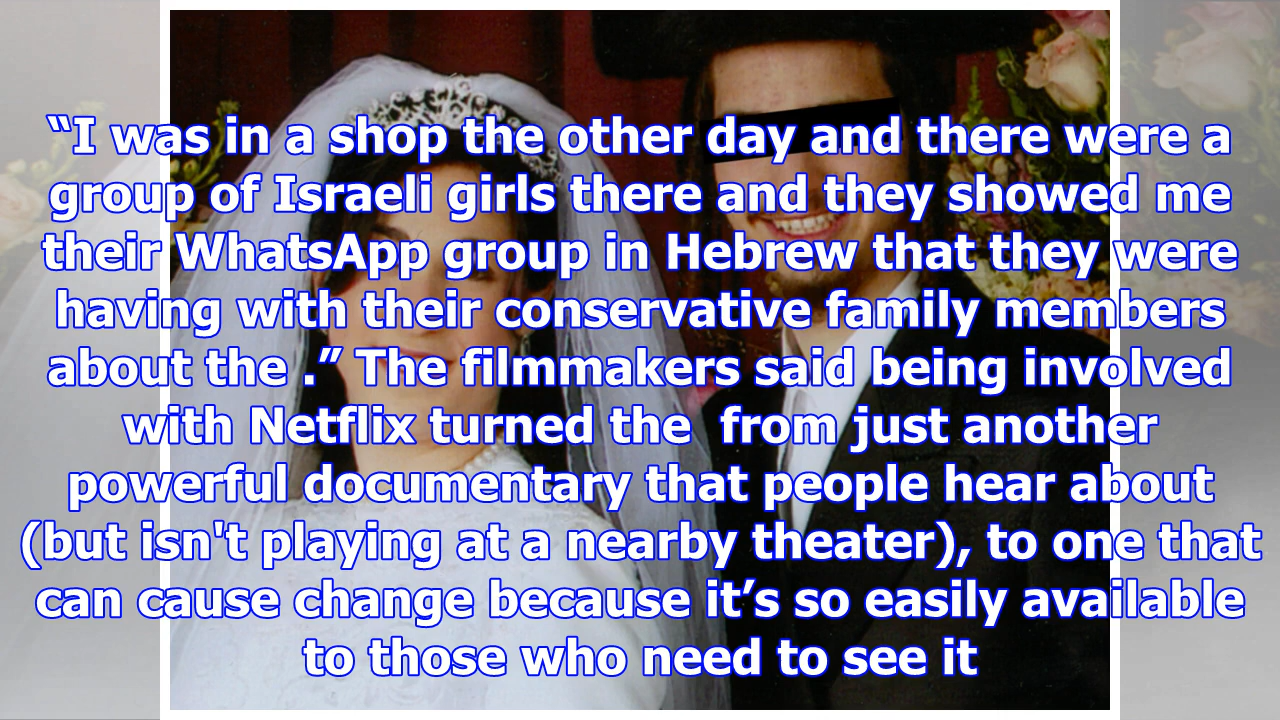 “I was in a shop the other day and there were a
group of Israeli girls there and they showed me
their WhatsApp group in Hebrew that they were
having with their conservative family members
about the .” The filmmakers said being involved
with Netflix turned the  from just another
powerful documentary that people hear about
(but isn't playing at a nearby theater), to one that
can cause change because it’s so easily available
to those who need to see it